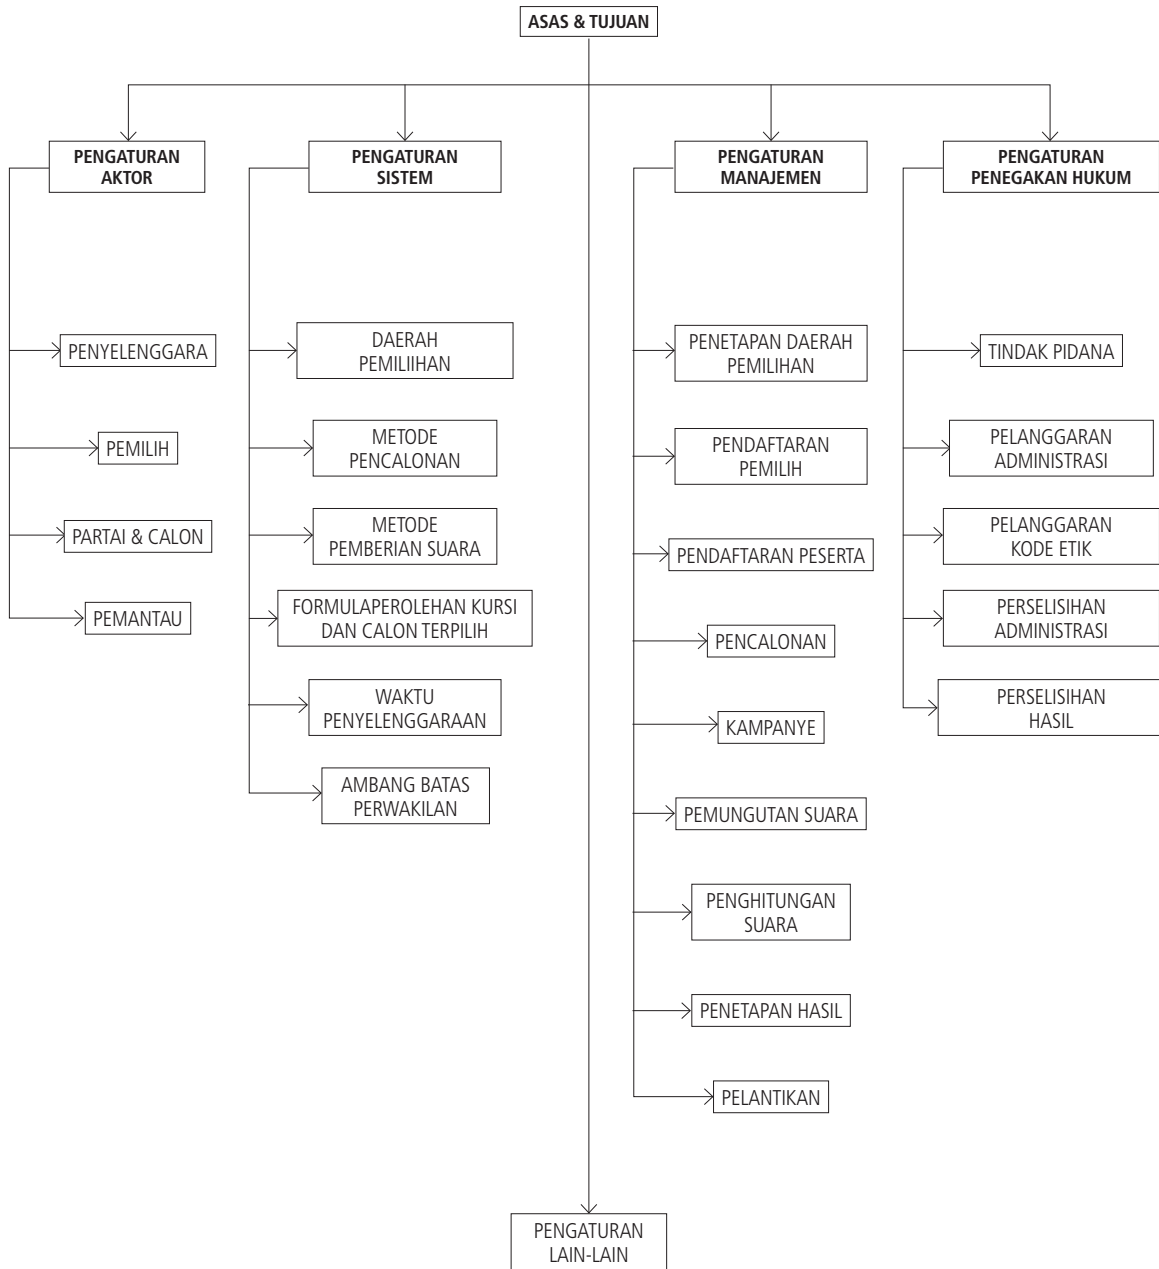 ASAS & TUJUAN
PENGATURAN
AKTOR
PENYELENGGARA
PEMILIH
PARTAI & CALON
PEMANTAU
PENGATURAN
SISTEM
DAERAH
PEMILIIHAN
METODE
PENCALONAN
METODE
PEMBERIAN SUARA
FORMULAPEROLEHAN KURSI
DAN CALON TERPILIH
WAKTU
PENYELENGGARAAN
AMBANG BATAS
PERWAKILAN
PENGATURAN
MANAJEMEN
PENETAPAN DAERAH
PEMILIHAN
PENDAFTARAN
PEMILIH
PENDAFTARAN PESERTA
PENCALONAN
KAMPANYE
PEMUNGUTAN SUARA
PENGHITUNGAN
SUARA
PENETAPAN HASIL
PELANTIKAN
PENGATURAN
PENEGAKAN HUKUM
TINDAK PIDANA
PELANGGARAN
ADMINISTRASI
PELANGGARAN
KODE ETIK
PERSELISIHAN
ADMINISTRASI
PERSELISIHAN
HASIL
PENGATURAN
LAIN-LAIN